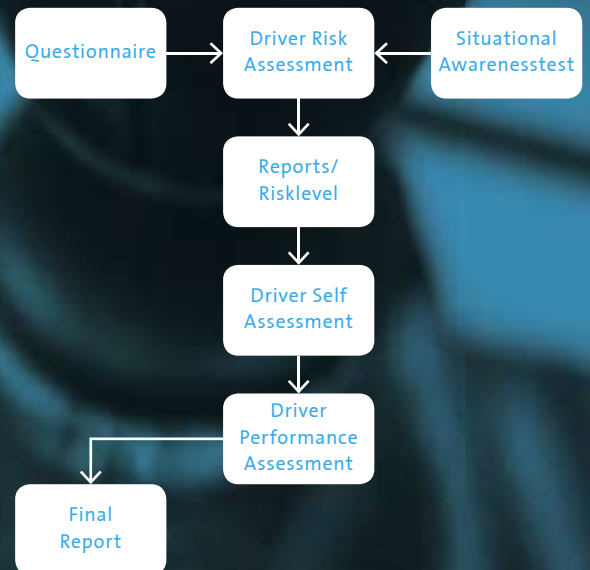 Questionnaire
Driver Risk
Assessment
Situational
Awarenesstest
Reports/
Risklevel
Driver Self
Assessment
Driver
Performance
Assessment
Final
Report